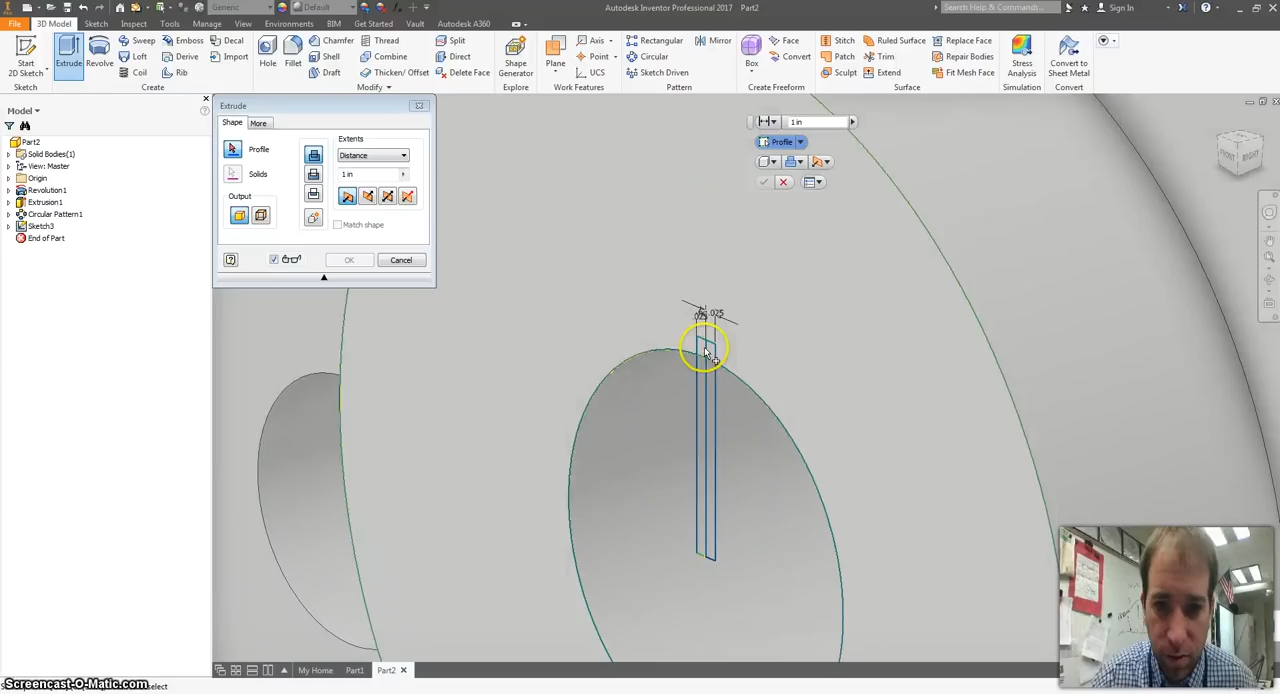 Generic
Default
Autodesk Inventor Professional 2017 Part2
Search Help & Commands...
Sign In
File
3D Model
Sketch
Inspect
Tools
Manage
View
Environments
BIM
Get Started
Vault
Autodesk A360
Start
2D Sketch
Extrude
Revolve
Sweep
Loft
Coil
Emboss
Derive
Rib
Decal
Import
Hole
Fillet
Chamfer
Shell
Draft
Thread
Combine
Thicken/ Offset
Split
Direct
Delete Face
Shape
Generator
Plane
Axis
Point
UCS
Rectangular
Circular
Sketch Driven
Mirror
Box
Face
Convert
Stitch
Patch
Sculpt
Ruled Surface
Trim
Extend
Replace Face
Repair Bodies
Fit Mesh Face
Stress
Analysis
Convert to
Sheet Metal
Sketch
Create
Modify
Explore
Work Features
Pattern
Create Freeform
Surface
Simulation
Convert
Model
Part2
Solid Bodies(1)
View: Master
Origin
Revolution1
Extrusion1
Circular Pattern1
Sketch3
End of Part
Extrude
Shape
More
Profile
Solids
Output
Extents
Distance
1 in
Match shape
OK
Cancel
1 in
Profile
FRONT
RIGHT
.025
.025
My Home
Part1
Part2
Screencast-O-Matic.com
select